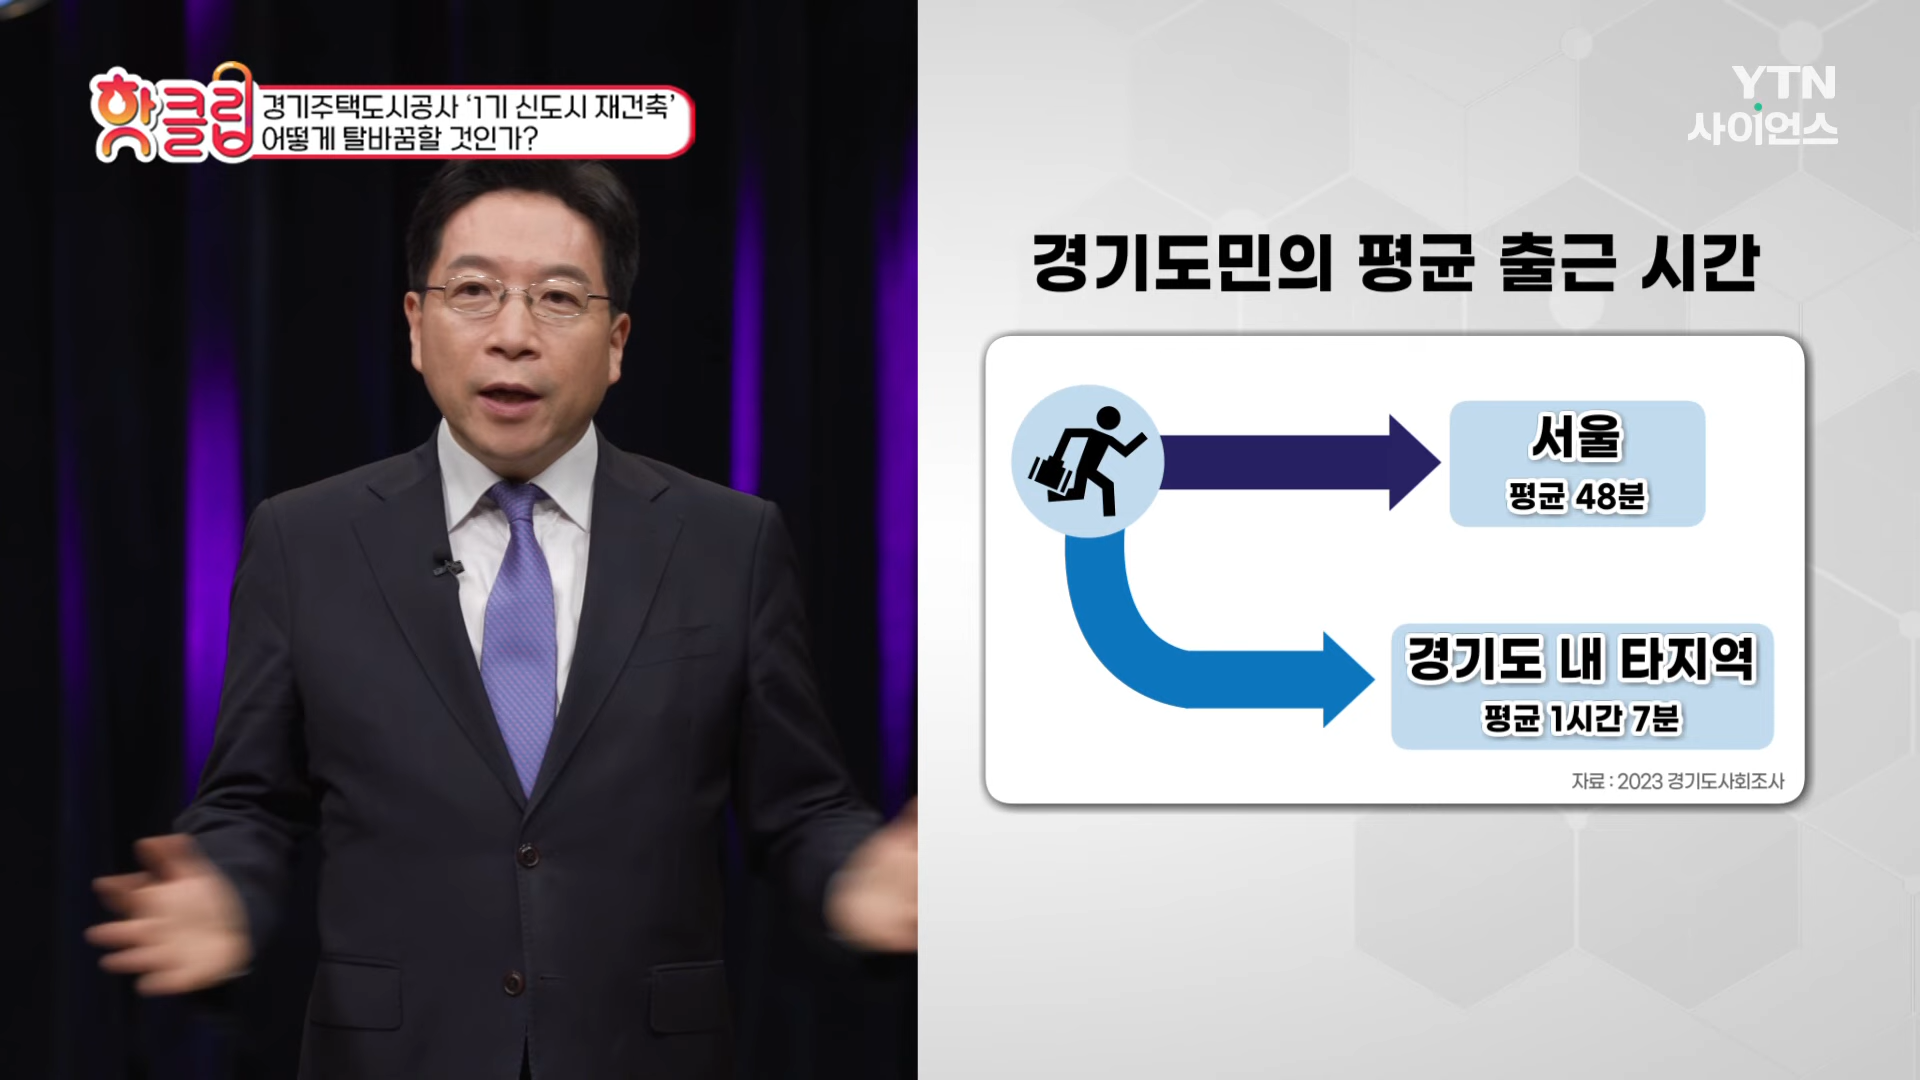 핫클립
경기주택도시공사 '1기 신도시 재건축'
어떻게 탈바꿈할 것인가?
YTN
사이언스
경기도민의 평균 출근 시간
서울
평균 48분
경기도 내 타지역
평균 1시간 7분
자료 : 2023 경기도사회조사